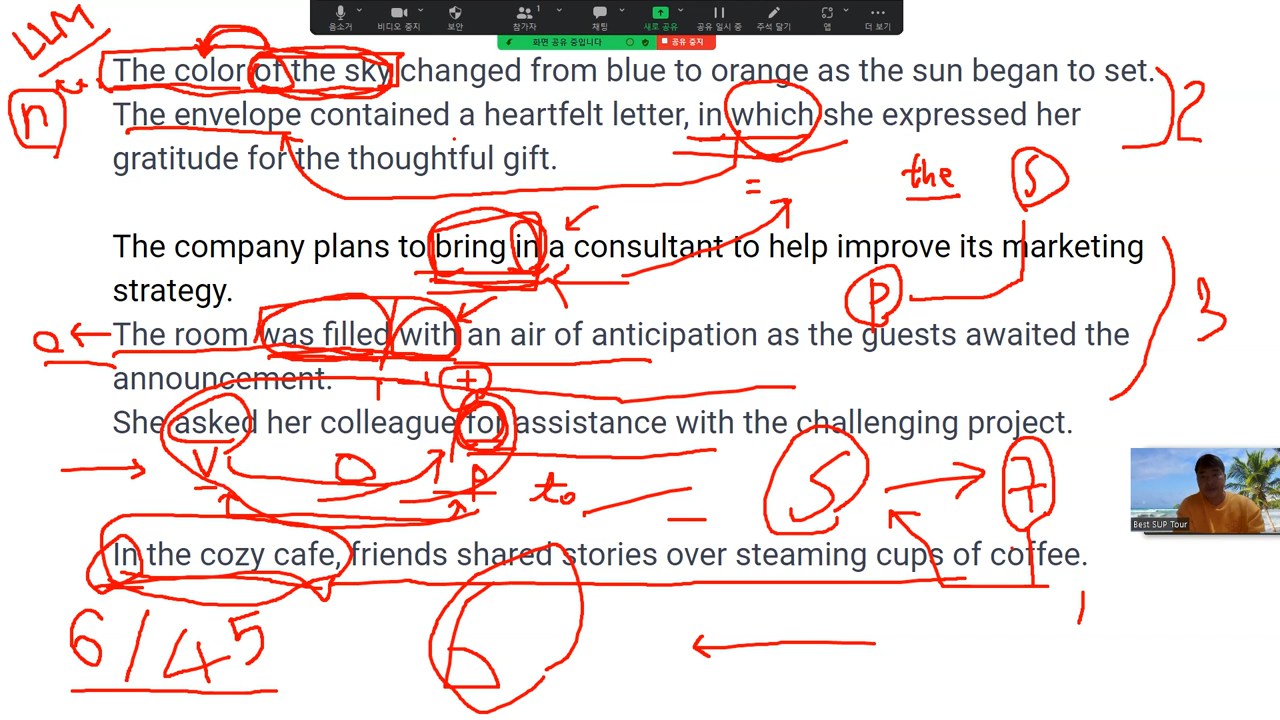 음소거 비디오 중지 보안 참가자 1 채팅 새로 공유 공유 일시 중지 주석 달기 앱 더 보기
화면 공유 중입니다 공유 중지
LLM
The color of the sky changed from blue to orange as the sun began to set.
n
The envelope contained a heartfelt letter, in which she expressed her
2
gratitude for the thoughtful gift.
=
the
S
The company plans to bring in a consultant to help improve its marketing
strategy.
P
The room was filled with an air of anticipation as the guests awaited the
3
announcement.
+
She asked her colleague for assistance with the challenging project.
V O P to
S 7
In the cozy cafe, friends shared stories over steaming cups of coffee.
1
6/45
Best SUP Tour